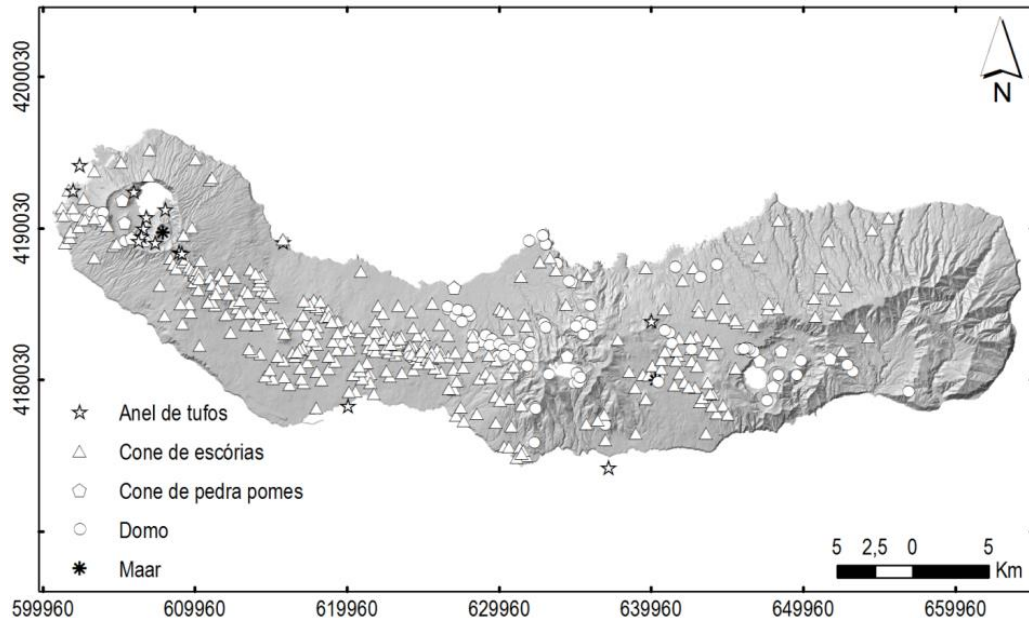 N
4200030
4190030
4180030
Anel de tufos
Cone de escórias
Cone de pedra pomes
Domo
Maar
5 2,5 0 5
Km
599960 609960 619960 629960 639960 649960 659960